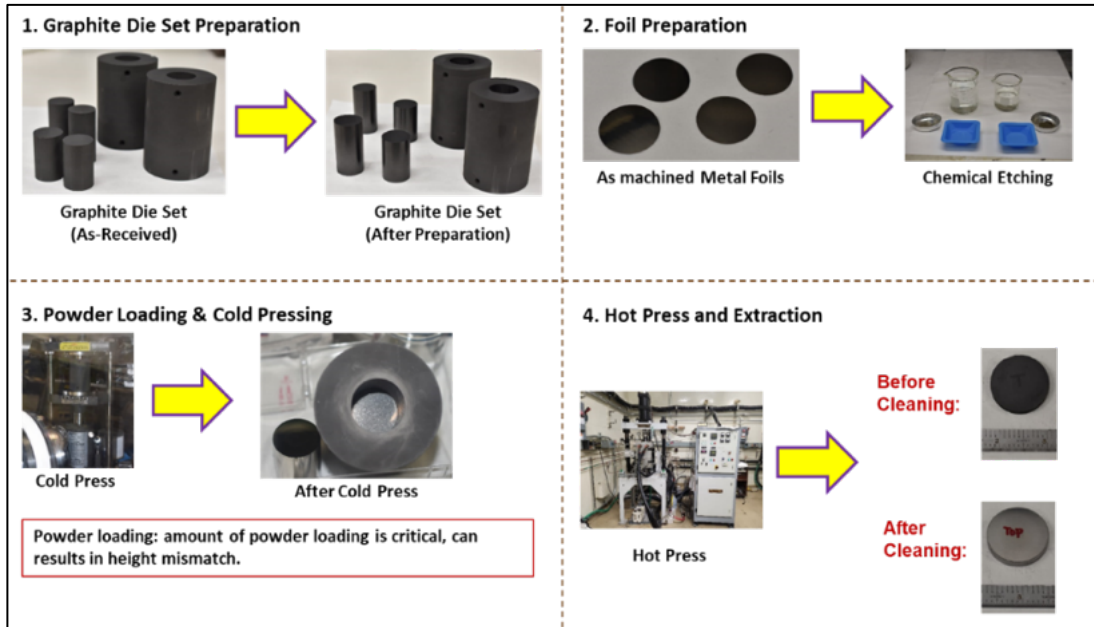 1. Graphite Die Set Preparation
Graphite Die Set
(As-Received)
Graphite Die Set
(After Preparation)
2. Foil Preparation
As machined Metal Foils
Chemical Etching
3. Powder Loading & Cold Pressing
Cold Press
After Cold Press
Powder loading: amount of powder loading is critical, can
results in height mismatch.
4. Hot Press and Extraction
Hot Press
Before
Cleaning:
After
Cleaning:
TOP